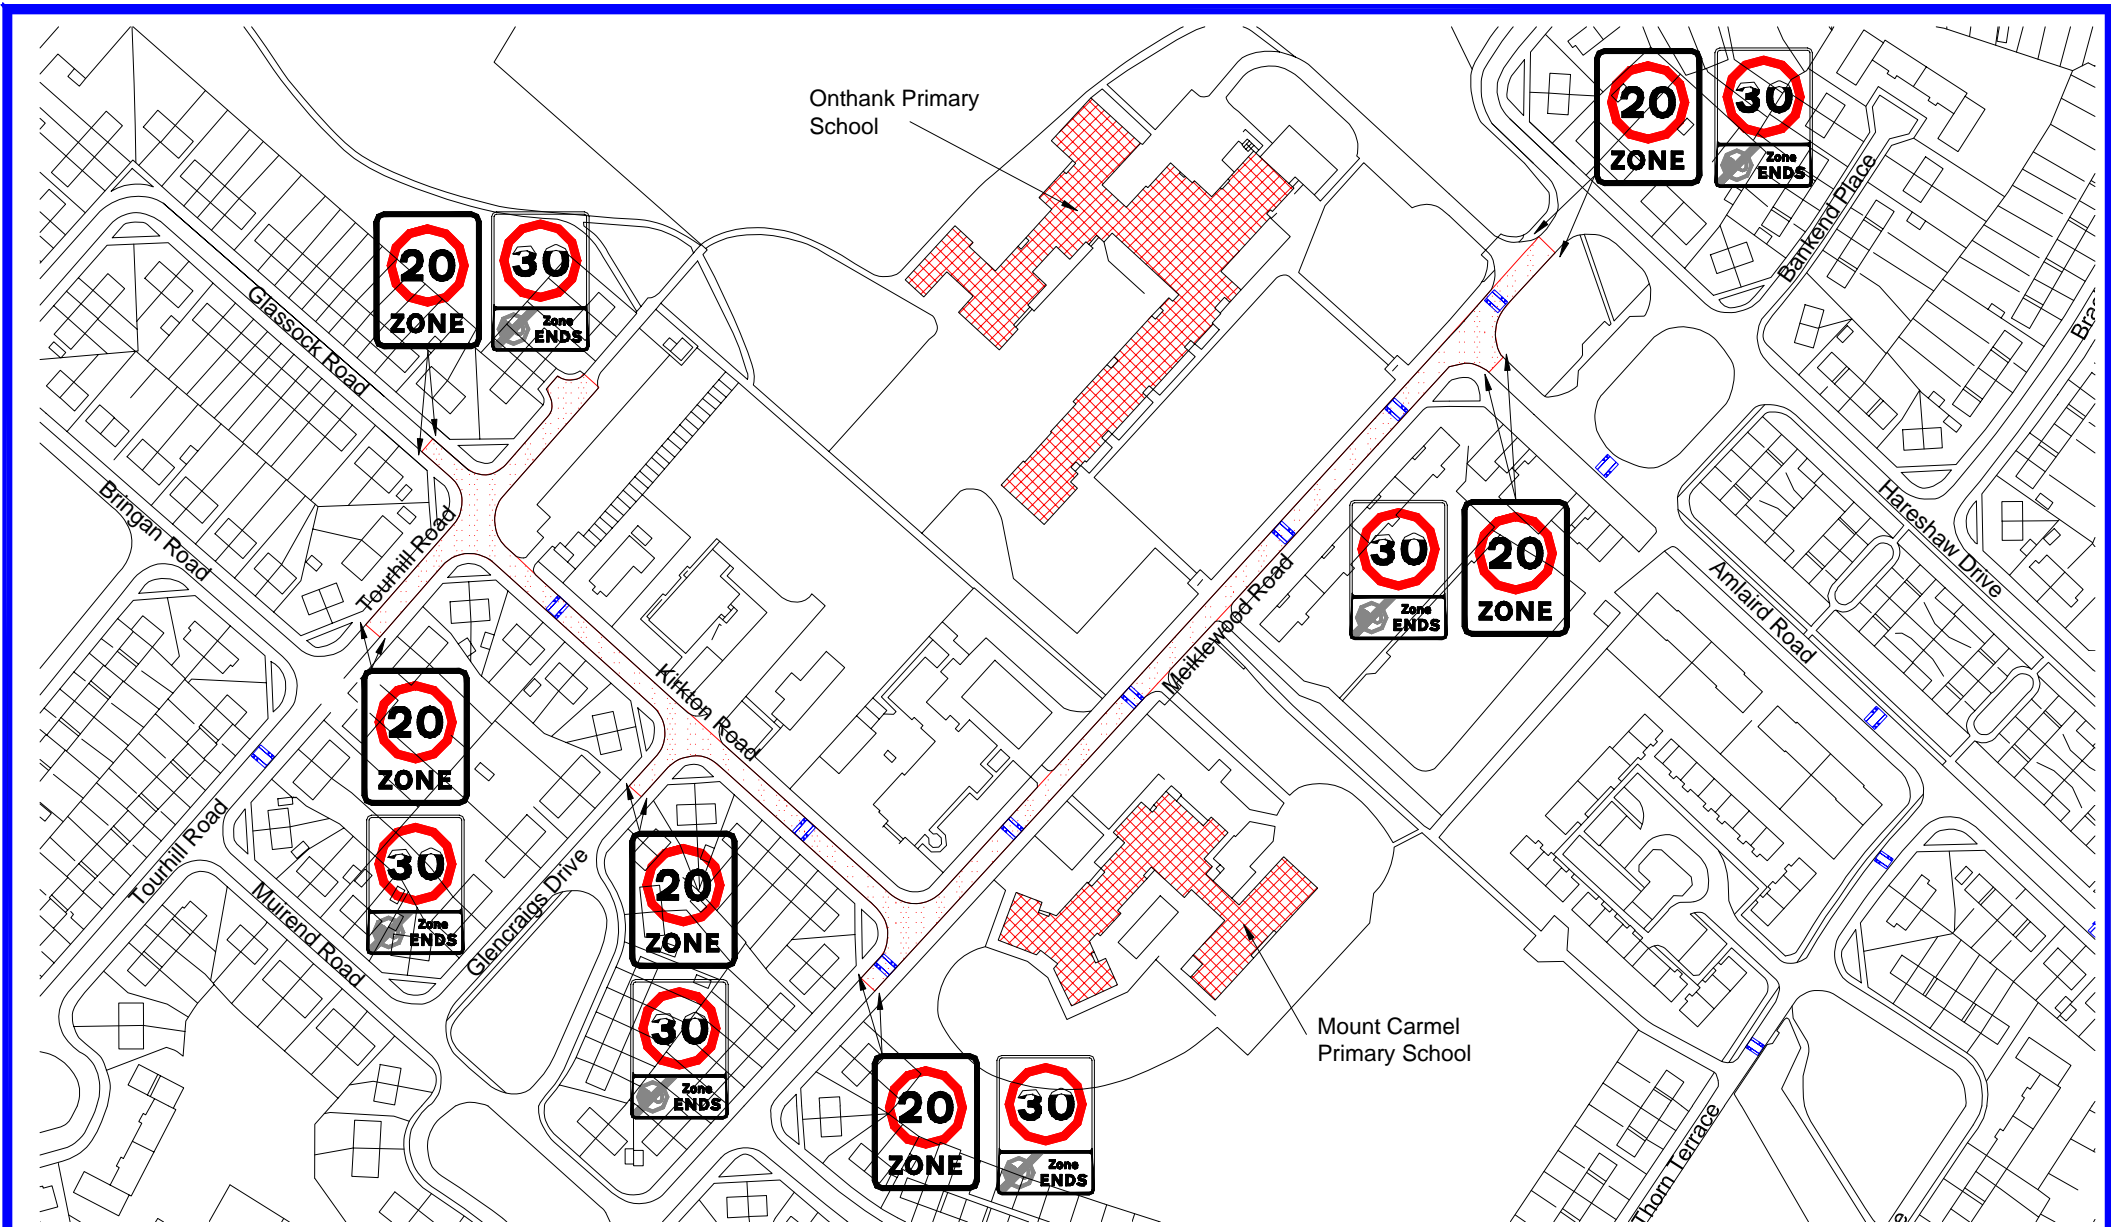 Onthank Primary
School
20
ZONE
30
Zone
ENDS
Bankend Place
20
ZONE
30
Zone
ENDS
Glassock Road
Bringan Road
Tourhill Road
Hareshaw Drive
30
Zone
ENDS
20
ZONE
Meiklewood Road
Amlaird Road
Kirkton Road
20
ZONE
30
Zone
ENDS
Tourhill Road
Muirend Road
Glencraigs Drive
20
ZONE
30
Zone
ENDS
Mount Carmel
Primary School
20
ZONE
30
Zone
ENDS
Thorn Terrace